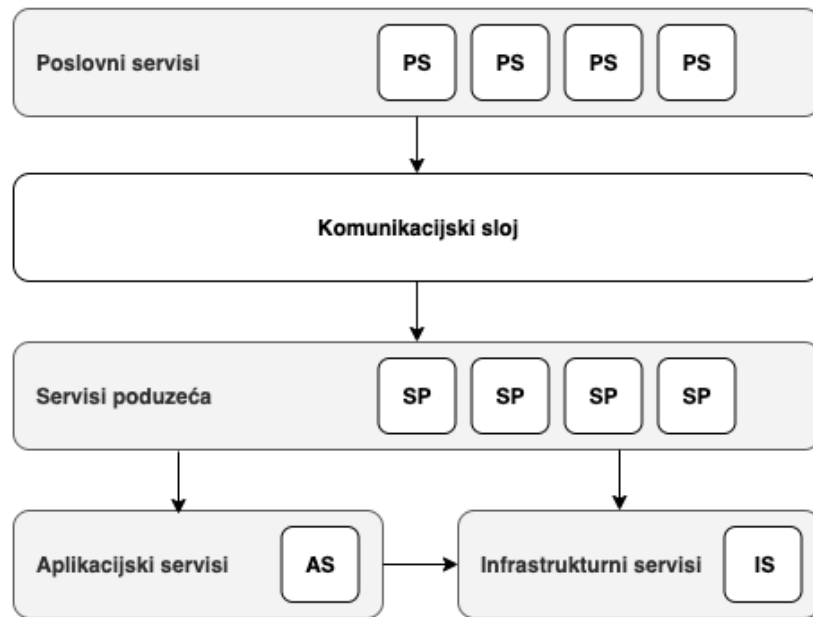 Poslovni servisi PS PS PS PS
Komunikacijski sloj
Servisi poduzeća SP SP SP SP
Aplikacijski servisi AS Infrastrukturni servisi IS